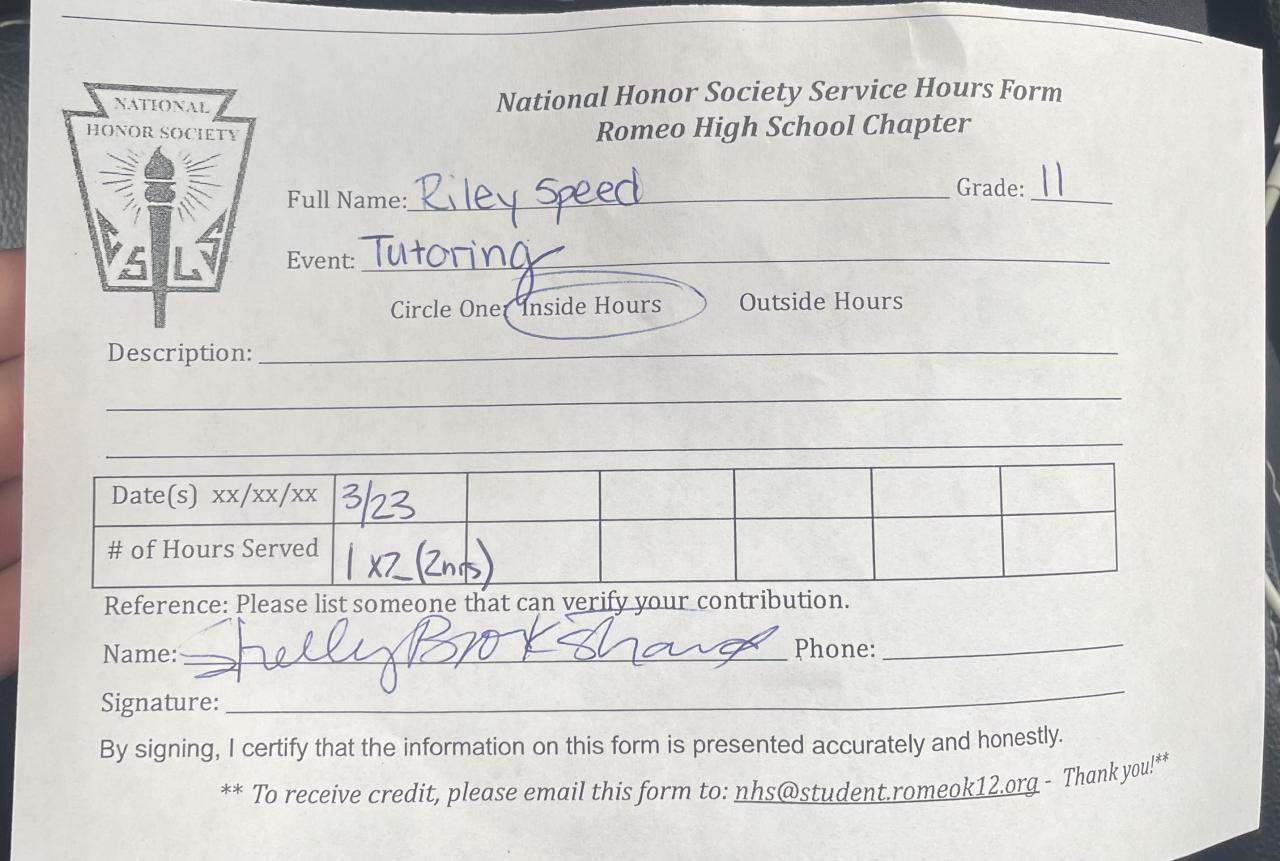 NATIONAL
HONOR SOCIETY
C S L S
National Honor Society Service Hours Form
Romeo High School Chapter
Full Name: Riley Speed Grade: 11
Event: Tutoring
Circle One: Inside Hours Outside Hours
Description:
Date(s) xx/xx/xx 3/23
# of Hours Served 1 x2 (2hrs)
Reference: Please list someone that can verify your contribution.
Name: Shelly Phone:
Signature:
By signing, I certify that the information on this form is presented accurately and honestly.
** To receive credit, please email this form to: nhs@student.romeok12.org - Thank you!**